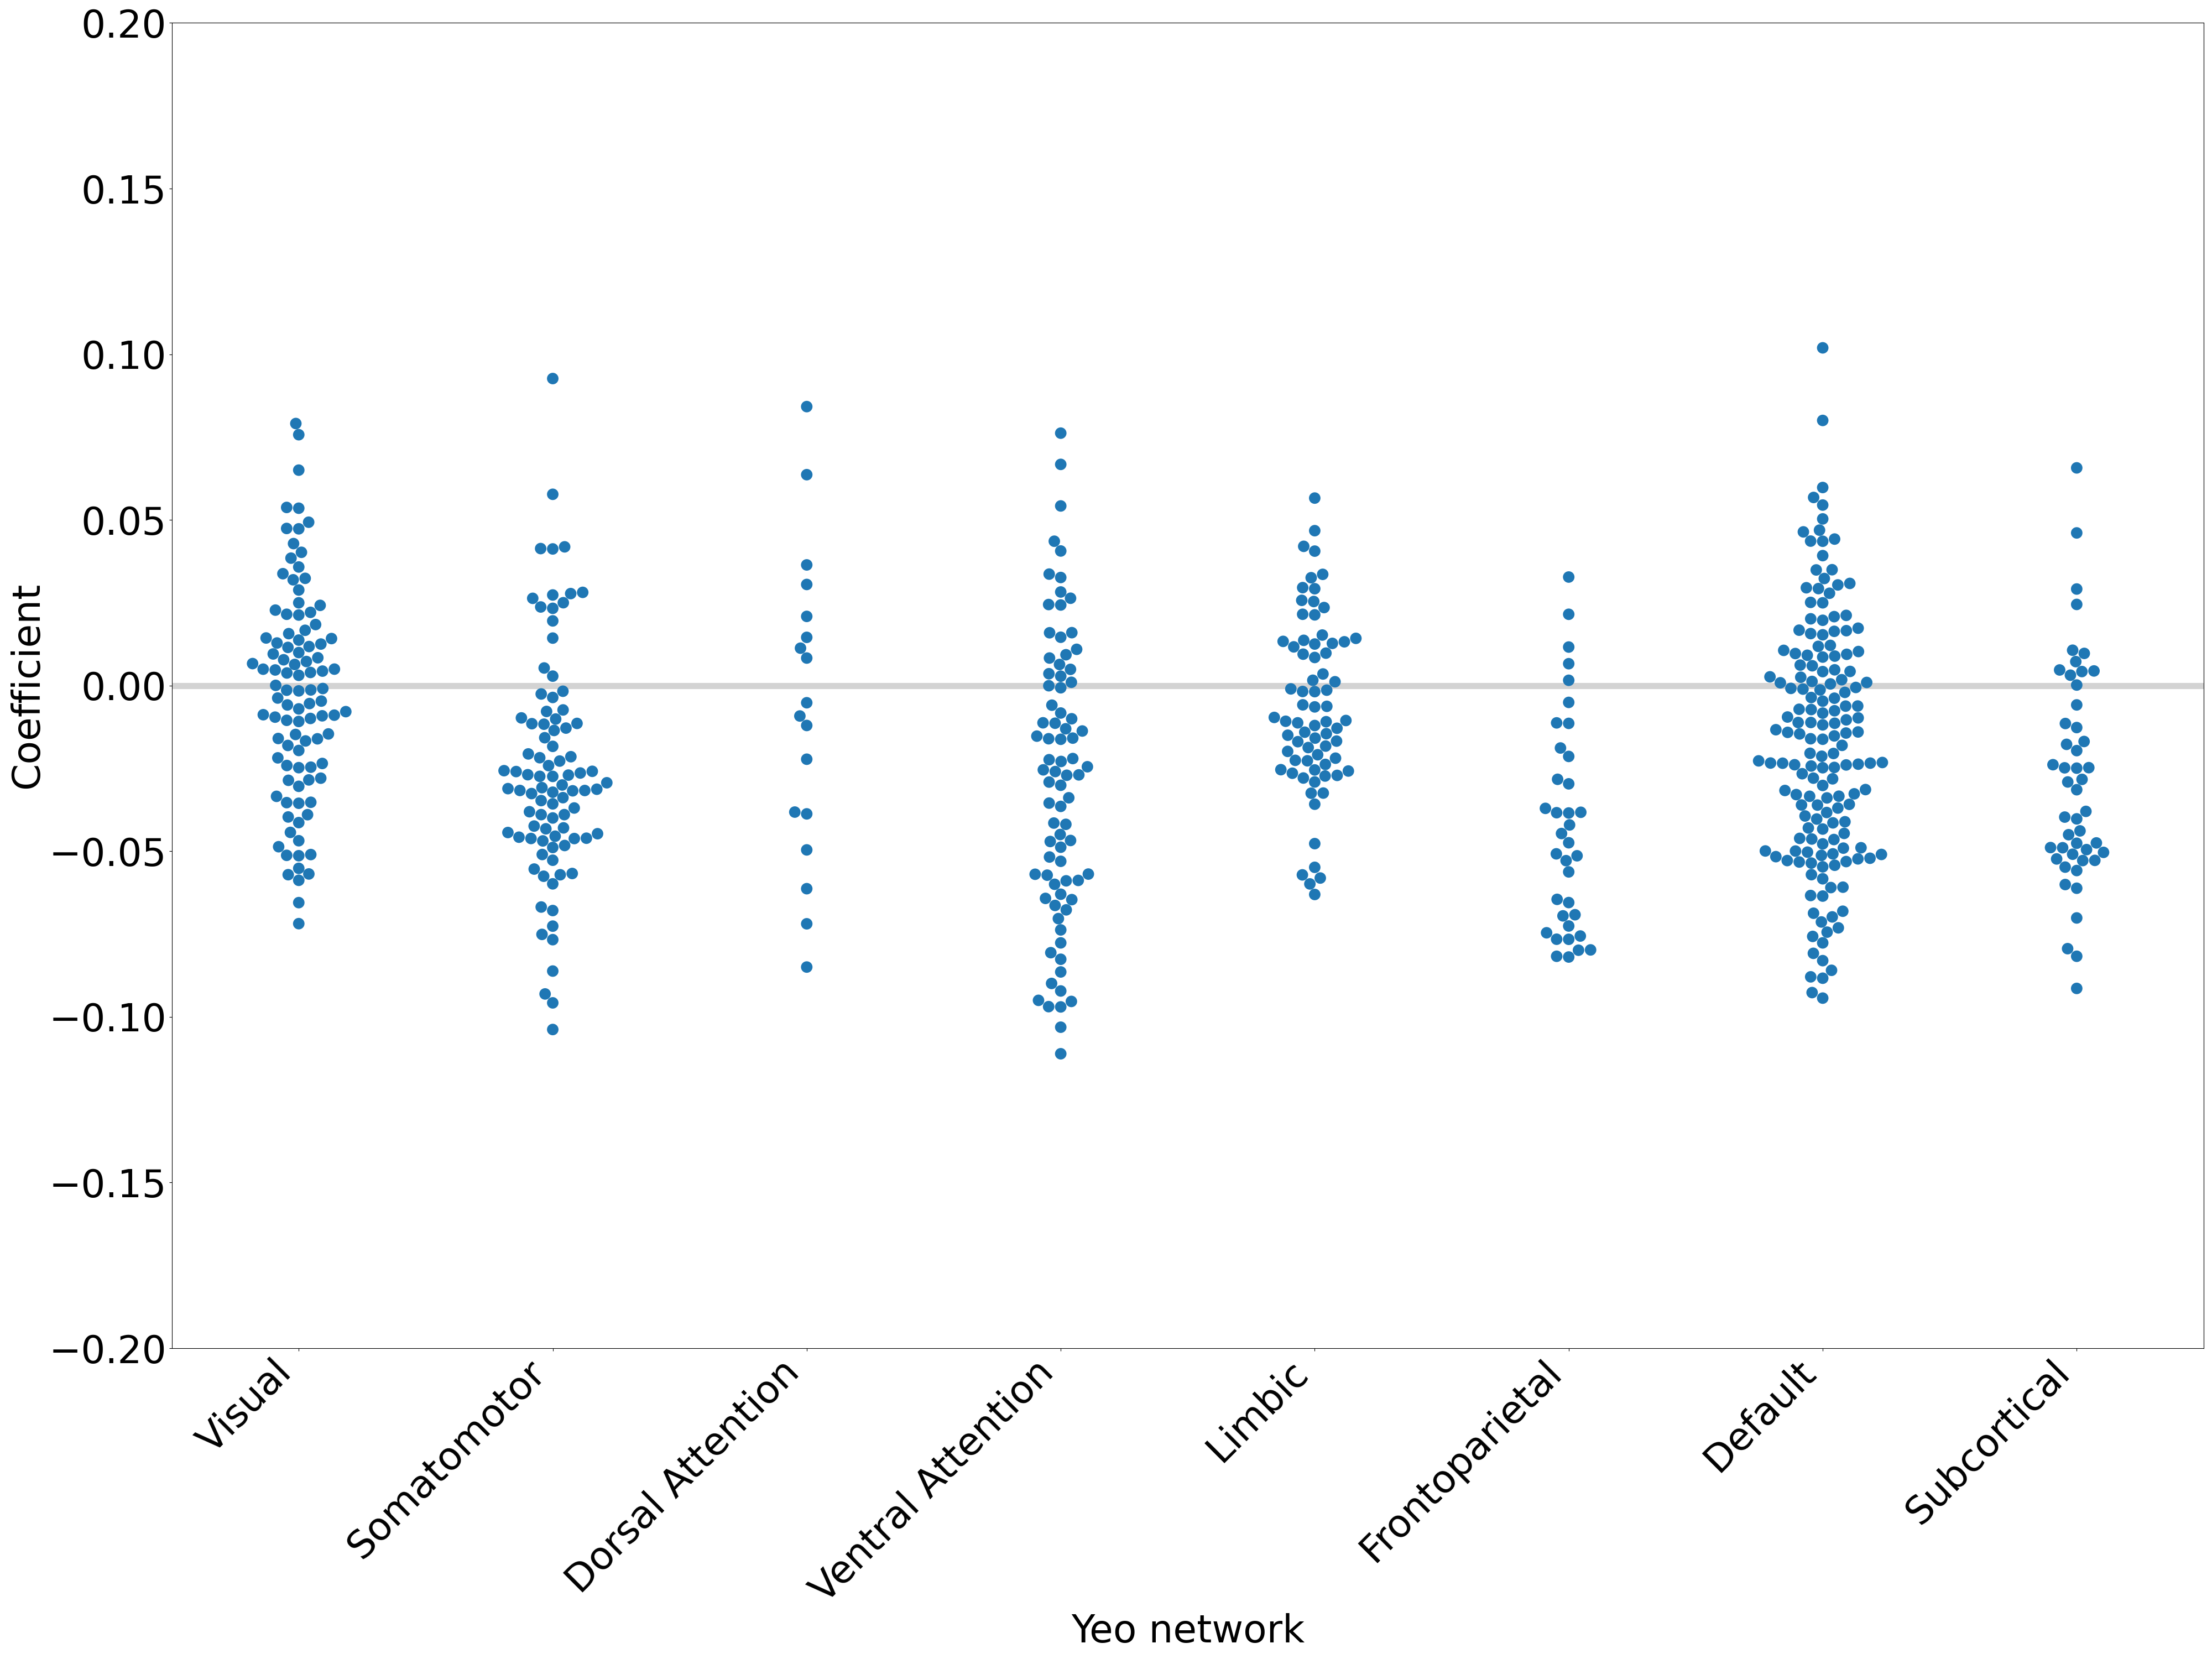 0.20
0.15
0.10
0.05
0.00
−0.05
−0.10
−0.15
−0.20
Coefficient
Visual
Somatomotor
Dorsal Attention
Ventral Attention
Limbic
Frontoparietal
Default
Subcortical
Yeo network